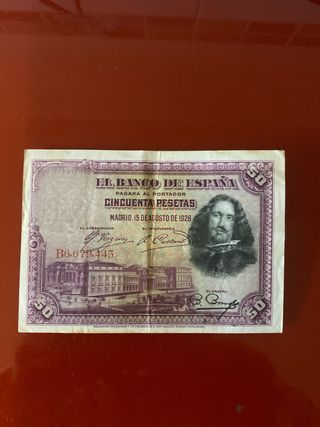 EL BANCO DE ESPAÑA
50
PAGARÁ AL PORTADOR
CINCUENTA PESETAS
MADRID, 15 DE AGOSTO DE 1928
EL GOBERNADOR
EL INTERVENTOR
B6,679,445
EL CAJERO
50
50